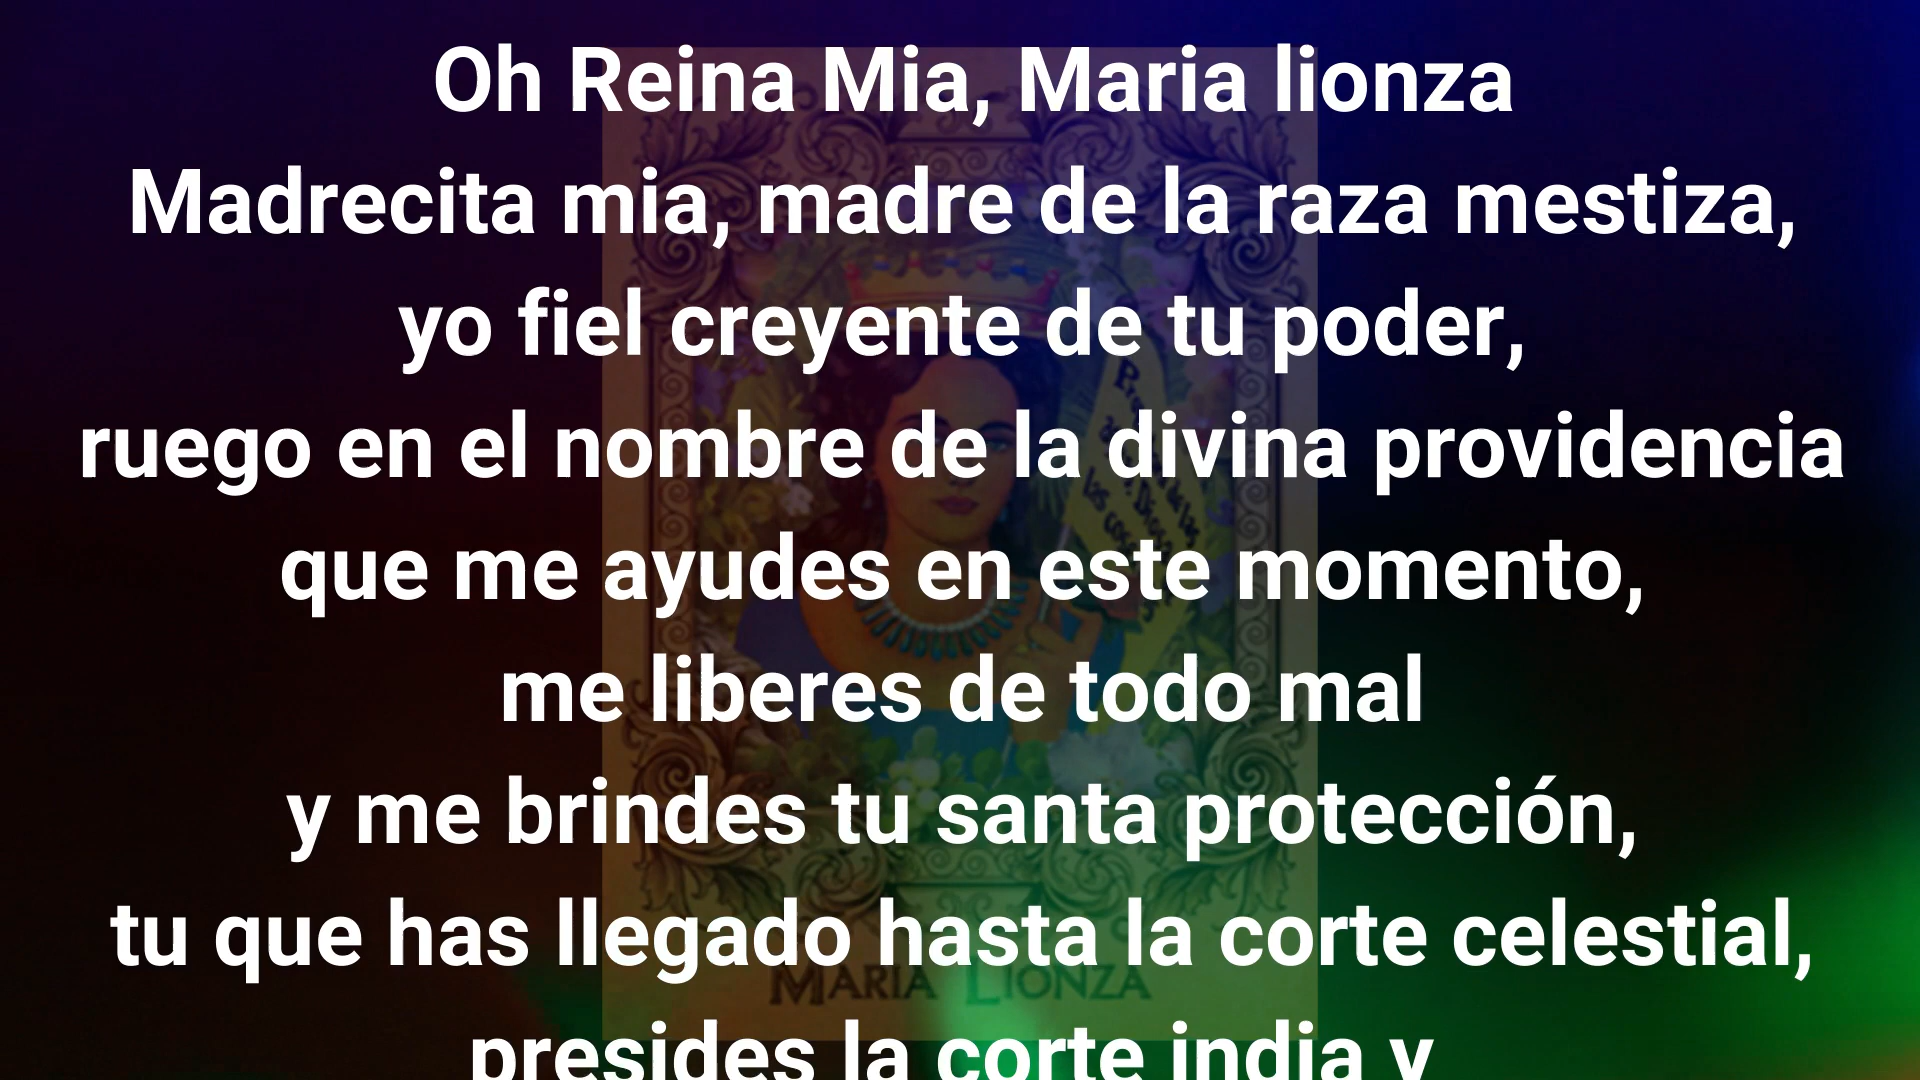 Oh Reina Mia, Maria lionza
Madrecita mia, madre de la raza mestiza,
yo fiel creyente de tu poder,
ruego en el nombre de la divina providencia
que me ayudes en este momento,
me liberes de todo mal
y me brindes tu santa protección,
tu que has llegado hasta la corte celestial,
presides la corte india y
MARIA LIONZA